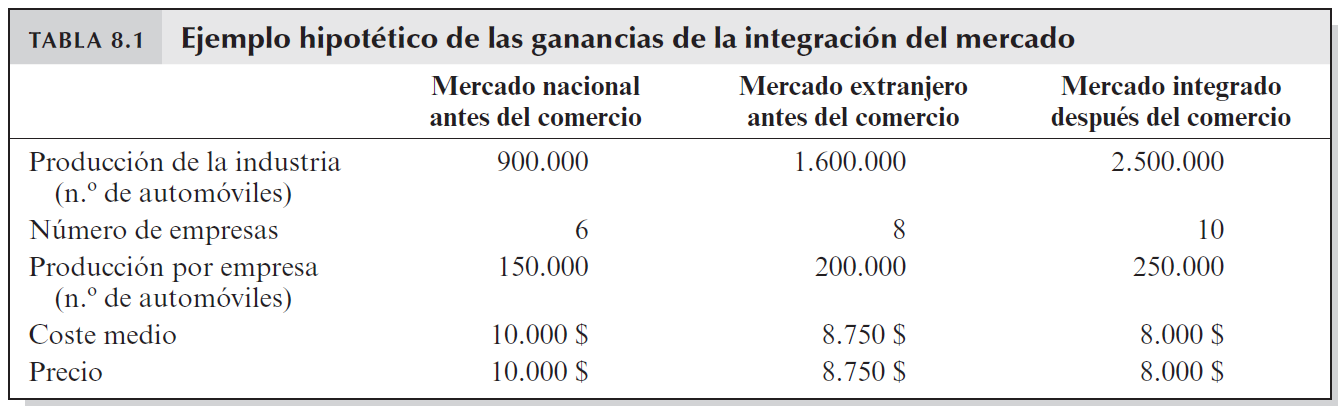 TABLA 8.1 Ejemplo hipotético de las ganancias de la integración del mercado
Mercado nacional Mercado extranjero Mercado integrado
antes del comercio antes del comercio después del comercio
Producción de la industria 900.000 1.600.000 2.500.000
(n.º de automóviles)
Número de empresas 6 8 10
Producción por empresa 150.000 200.000 250.000
(n.º de automóviles)
Coste medio 10.000 $ 8.750 $ 8.000 $
Precio 10.000 $ 8.750 $ 8.000 $